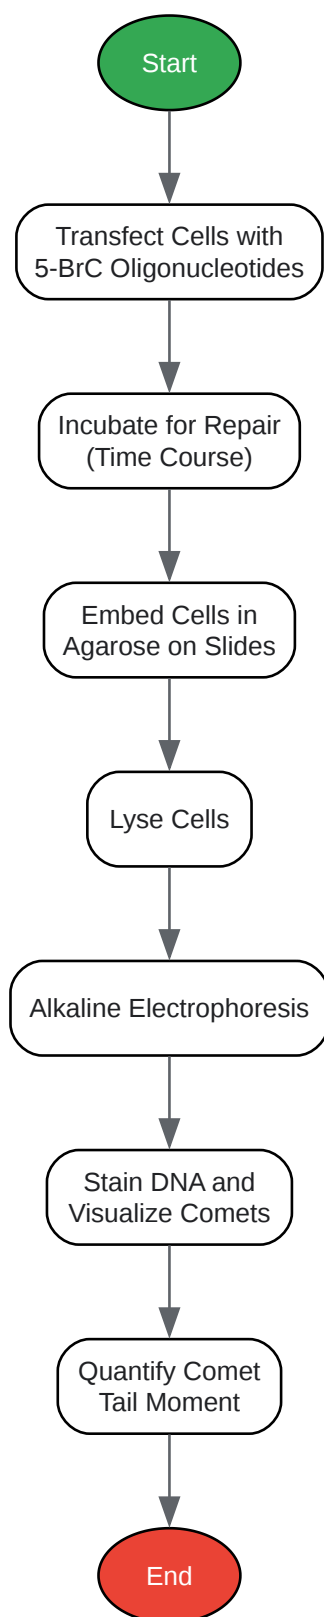 Start
Transfect Cells with
5-BrC Oligonucleotides
Incubate for Repair
(Time Course)
Embed Cells in
Agarose on Slides
Lyse Cells
Alkaline Electrophoresis
Stain DNA and
Visualize Comets
Quantify Comet
Tail Moment
End